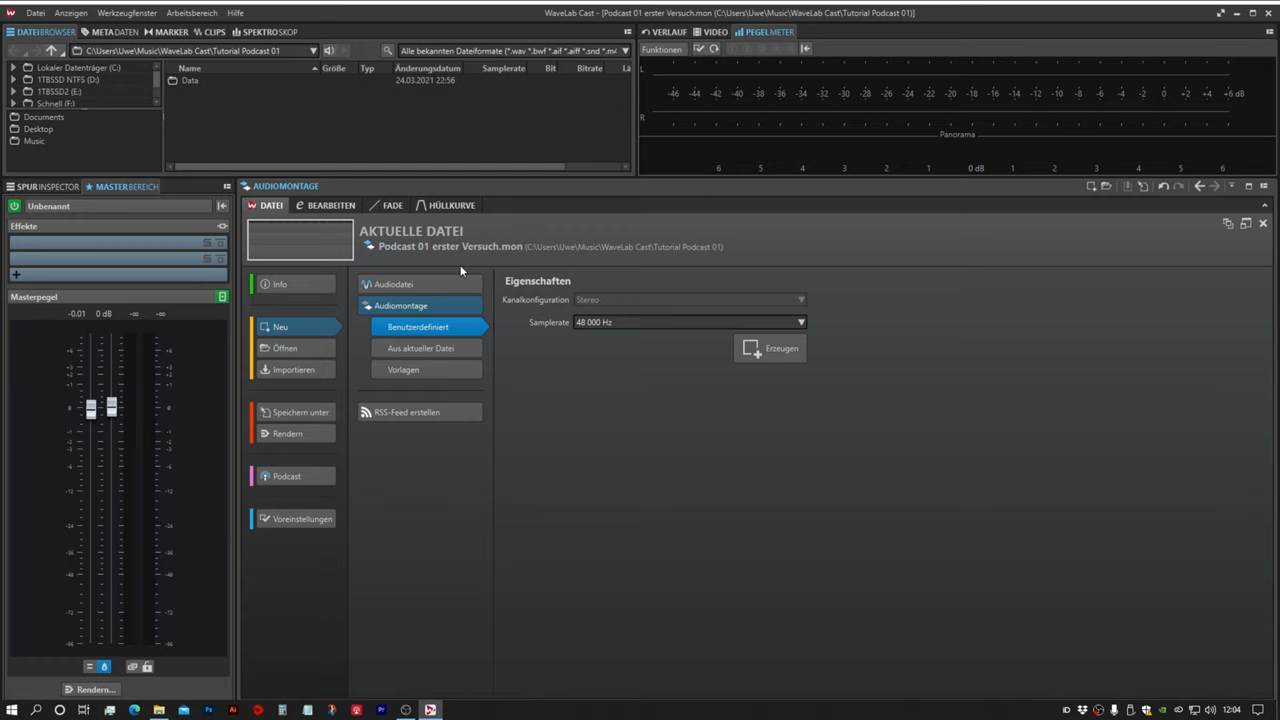 Datei Anzeigen Werkzeugfenster Arbeitsbereich Hilfe
WaveLab Cast - [Podcast 01 erster Versuch.mon (C:\Users\Uwe\Music\WaveLab Cast\Tutorial Podcast 01)]
DATEIBROWSER METADATEN MARKER CLIPS SPEKTROSKOP
VERLAUF VIDEO PEGELMETER
C:\Users\Uwe\Music\WaveLab Cast\Tutorial Podcast 01
Alle bekannten Dateiformate (*.wav *.bwf *.aif *.aiff *.snd
Funktionen
Lokaler Datenträger (C:)
1TBSSD NTFS (D:)
1TBSSD2 (E:)
Schnell (F:)
Documents
Desktop
Music
Name Größe Typ Änderungsdatum Samplerate Bit Bitrate Lä
Data 24.03.2021 22:56
L
-46 -44 -42 -40 -38 -36 -34 -32 -30 -28 -26 -24 -22 -20 -18 -16 -14 -12 -10 -8 -6 -4 -2 0 +2 +4 +6 dB
R
Panorama
6 5 4 3 2 1 0 dB 1 2 3 4 5 6
SPURINSPECTOR MASTERBEREICH
AUDIOMONTAGE
Unbenannt
DATEI BEARBEITEN FADE HÜLLKURVE
Effekte
AKTUELLE DATEI
Podcast 01 erster Versuch.mon (C:\Users\Uwe\Music\WaveLab Cast\Tutorial Podcast 01)
Masterpegel
-0.01 0 dB -∞ -∞
Info
Neu
Öffnen
Importieren
Speichern unter
Rendern
Podcast
Voreinstellungen
Audiodatei
Audiomontage
Benutzerdefiniert
Aus aktueller Datei
Vorlagen
RSS-Feed erstellen
Eigenschaften
Kanalkonfiguration Stereo
Samplerate 48 000 Hz
Erzeugen
Rendern...
12:04